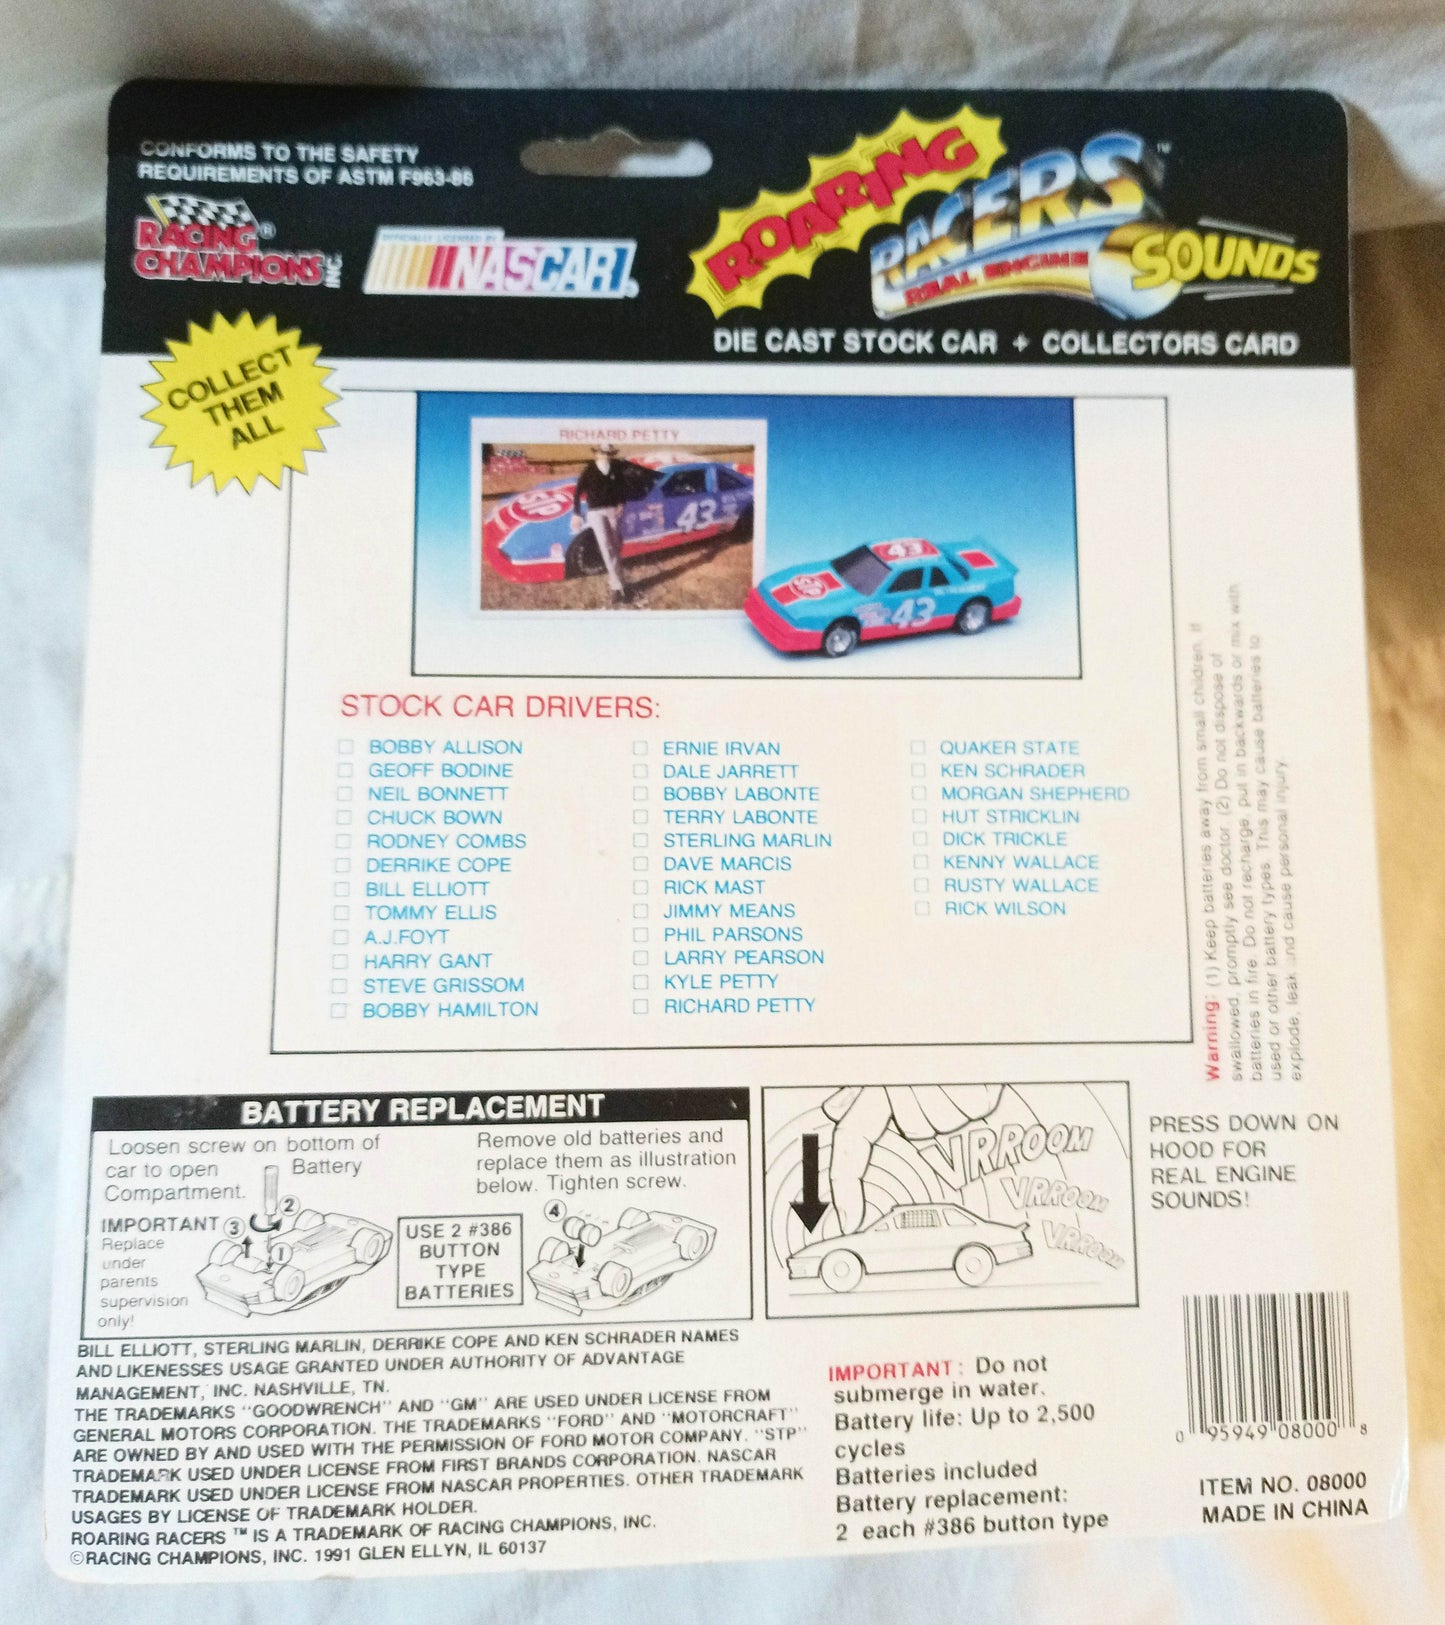 CONFORMS TO THE SAFETY
REQUIREMENTS OF ASTM F963-86
RACING ®
CHAMPIONS INC
OFFICIALLY LICENSED BY
NASCAR®
ROARING
RACERS™
REAL ENGINE
SOUNDS
DIE CAST STOCK CAR + COLLECTORS CARD
COLLECT
THEM
ALL
RICHARD PETTY
STP
43
43
STP
43
STOCK CAR DRIVERS:
BOBBY ALLISON
GEOFF BODINE
NEIL BONNETT
CHUCK BOWN
RODNEY COMBS
DERRIKE COPE
BILL ELLIOTT
TOMMY ELLIS
A.J.FOYT
HARRY GANT
STEVE GRISSOM
BOBBY HAMILTON
ERNIE IRVAN
DALE JARRETT
BOBBY LABONTE
TERRY LABONTE
STERLING MARLIN
DAVE MARCIS
RICK MAST
JIMMY MEANS
PHIL PARSONS
LARRY PEARSON
KYLE PETTY
RICHARD PETTY
QUAKER STATE
KEN SCHRADER
MORGAN SHEPHERD
HUT STRICKLIN
DICK TRICKLE
KENNY WALLACE
RUSTY WALLACE
RICK WILSON
Warning: (1) Keep batteries away from small children. If
swallowed, promptly see doctor. (2) Do not dispose of
batteries in fire. Do not recharge, put in backwards or mix with
used or other battery types. This may cause batteries to
explode, leak and cause personal injury.
BATTERY REPLACEMENT
Loosen screw on bottom of
car to open Battery
Compartment.
IMPORTANT
Replace
under
parents
supervision
only!
3
2
1
USE 2 #386
BUTTON
TYPE
BATTERIES
Remove old batteries and
replace them as illustration
below. Tighten screw.
4
VRROOM
VRROOM
VRROOM
PRESS DOWN ON
HOOD FOR
REAL ENGINE
SOUNDS!
BILL ELLIOTT, STERLING MARLIN, DERRIKE COPE AND KEN SCHRADER NAMES
AND LIKENESSES USAGE GRANTED UNDER AUTHORITY OF ADVANTAGE
MANAGEMENT, INC. NASHVILLE, TN.
THE TRADEMARKS "GOODWRENCH" AND "GM" ARE USED UNDER LICENSE FROM
GENERAL MOTORS CORPORATION. THE TRADEMARKS "FORD" AND "MOTORCRAFT"
ARE OWNED BY AND USED WITH THE PERMISSION OF FORD MOTOR COMPANY. "STP"
TRADEMARK USED UNDER LICENSE FROM FIRST BRANDS CORPORATION. NASCAR
TRADEMARK USED UNDER LICENSE FROM NASCAR PROPERTIES. OTHER TRADEMARK
USAGES BY LICENSE OF TRADEMARK HOLDER.
ROARING RACERS ™ IS A TRADEMARK OF RACING CHAMPIONS, INC.
©RACING CHAMPIONS, INC. 1991 GLEN ELLYN, IL 60137
IMPORTANT: Do not
submerge in water.
Battery life: Up to 2,500
cycles
Batteries included
Battery replacement:
2 each #386 button type
0 95949 08000 8
ITEM NO. 08000
MADE IN CHINA